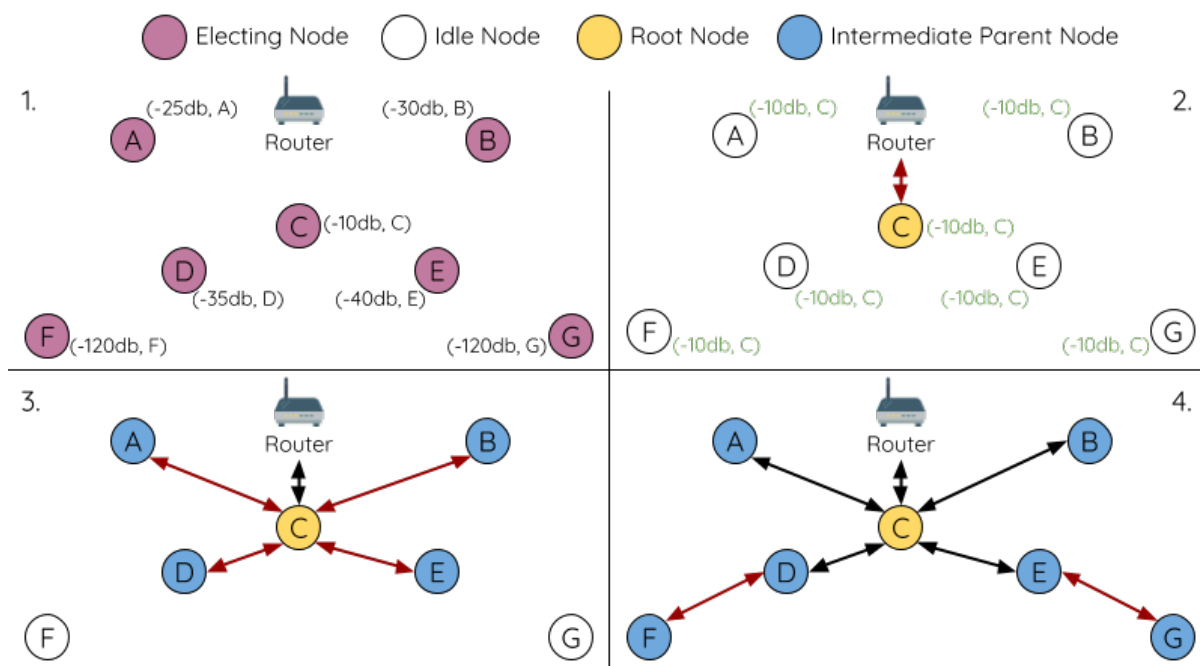 Electing Node
Idle Node
Root Node
Intermediate Parent Node
1.
(-25db, A)
(-30db, B)
A
B
Router
C
(-10db, C)
D
E
(-35db, D)
(-40db, E)
F
(-120db, F)
(-120db, G)
G
2.
(-10db, C)
(-10db, C)
A
B
Router
C
(-10db, C)
D
E
(-10db, C)
(-10db, C)
F
(-10db, C)
(-10db, C)
G
3.
A
B
Router
C
D
E
F
G
4.
A
B
Router
C
D
E
F
G